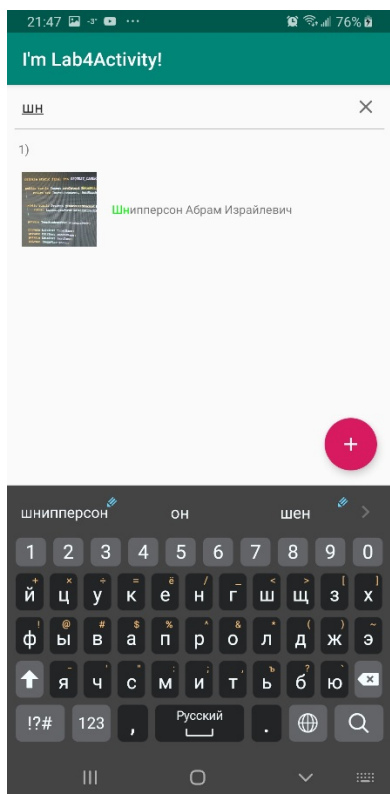 21:47 -3° ... 76%
I'm Lab4Activity!
шн
1)
Шнипперсон Абрам Израйлевич
+
шнипперсон он шен
1 2 3 4 5 6 7 8 9 0
+ × ÷ = ё / _ < > [ ]
й ц у к е н г ш щ з х
! @ # $ % ^ & * ( ) ~
ф ы в а п р о л д ж э
- ' " : ; , ъ ?
я ч с м и т ь б ю
!?# 123 , Русский .